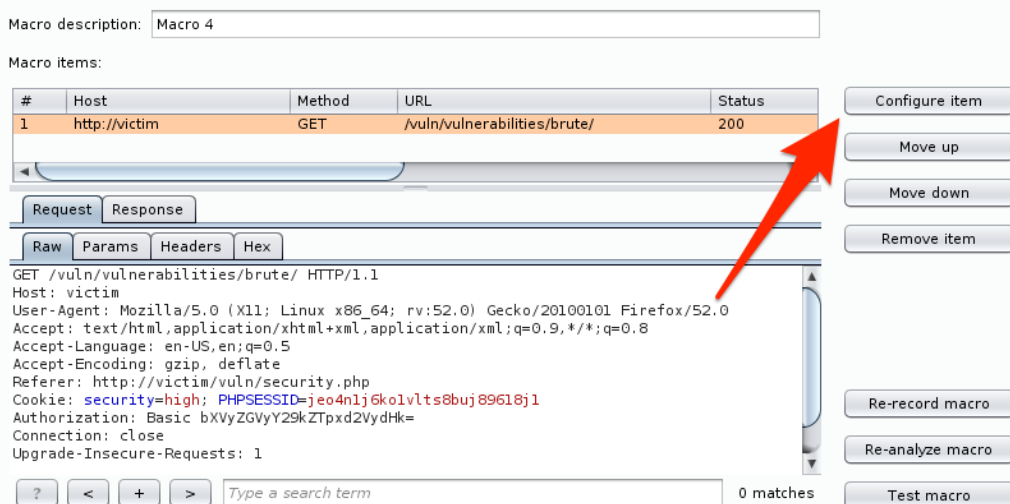 Macro description: Macro 4
Macro items:
# Host Method URL Status
1 http://victim GET /vuln/vulnerabilities/brute/ 200
Configure item
Move up
Move down
Remove item
Request Response
Raw Params Headers Hex
GET /vuln/vulnerabilities/brute/ HTTP/1.1
Host: victim
User-Agent: Mozilla/5.0 (X11; Linux x86_64; rv:52.0) Gecko/20100101 Firefox/52.0
Accept: text/html,application/xhtml+xml,application/xml;q=0.9,*/*;q=0.8
Accept-Language: en-US,en;q=0.5
Accept-Encoding: gzip, deflate
Referer: http://victim/vuln/security.php
Cookie: security=high; PHPSESSID=jeo4n1j6ko1vlts8buj89618j1
Authorization: Basic bXVyZGVyY29kZTpxd2VydHk=
Connection: close
Upgrade-Insecure-Requests: 1
Re-record macro
Re-analyze macro
Test macro
? < + > Type a search term 0 matches